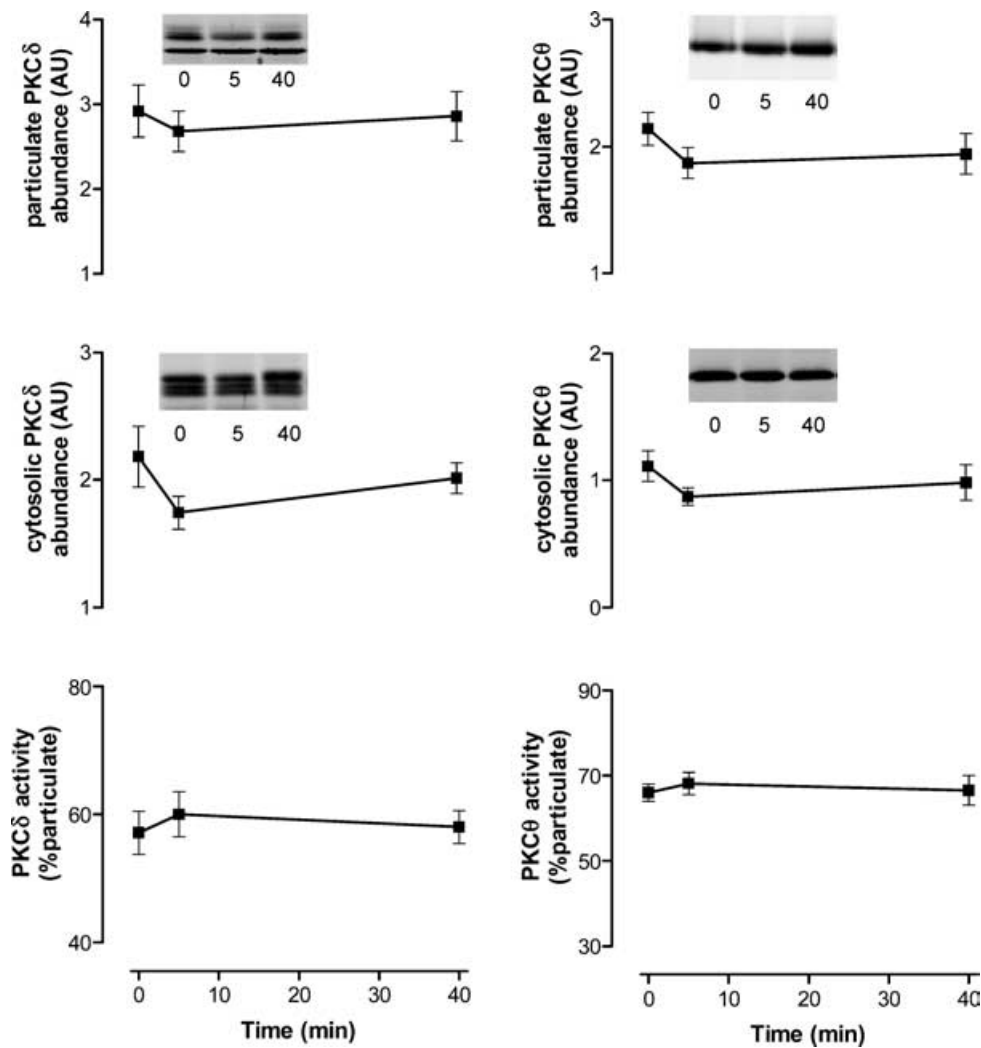 particulate PKCδ
abundance (AU)
4
3
2
1
0 5 40
particulate PKCθ
abundance (AU)
3
2
1
0 5 40
cytosolic PKCδ
abundance (AU)
3
2
1
0 5 40
cytosolic PKCθ
abundance (AU)
2
1
0
0 5 40
PKCδ activity
(%particulate)
80
60
40
0 10 20 30 40
Time (min)
PKCθ activity
(%particulate)
90
70
50
30
0 10 20 30 40
Time (min)